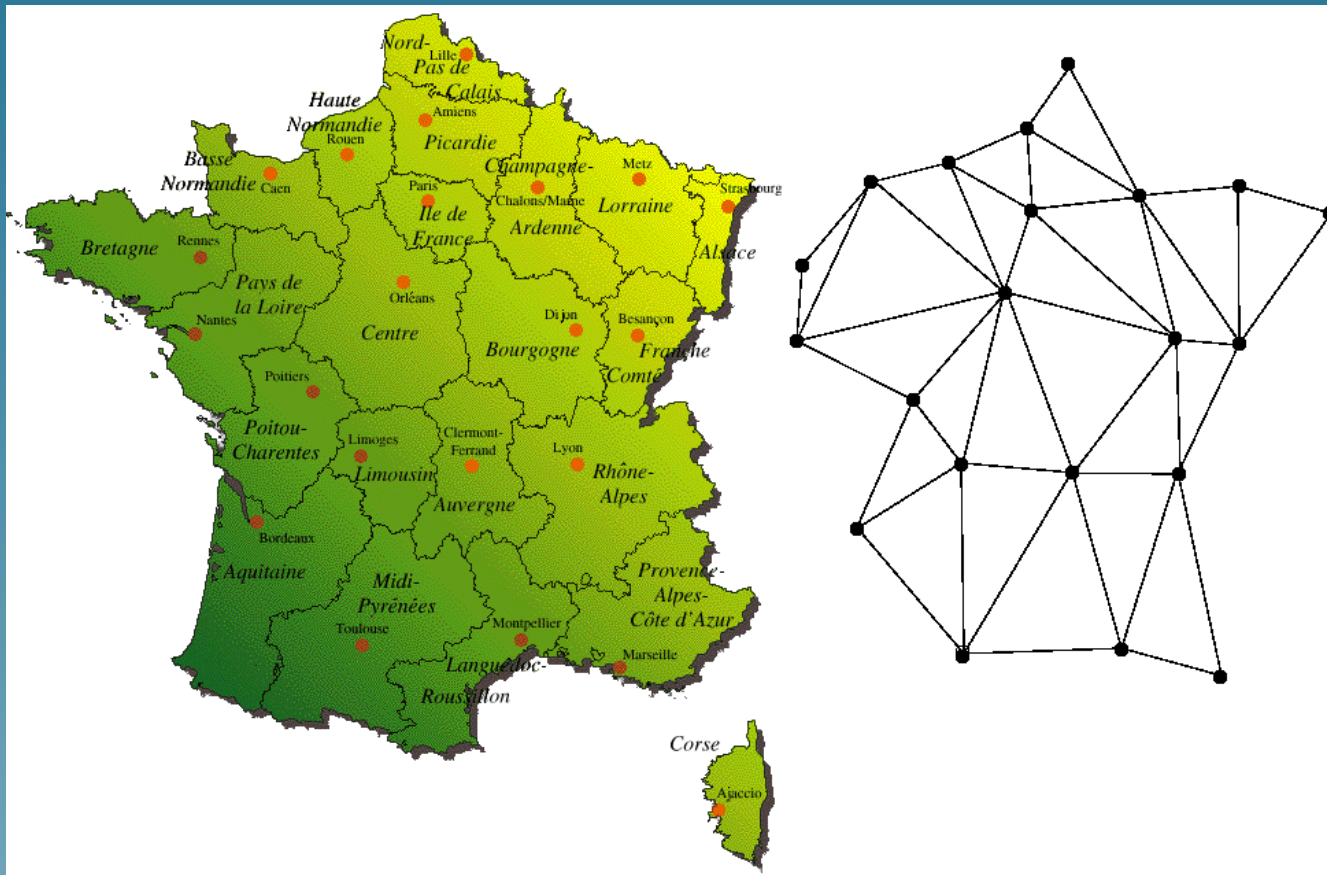 Nord-
Lille
Pas de
Calais
Haute
Normandie
Rouen
Amiens
Picardie
Basse
Normandie
Caen
Paris
Ile de
France
Champagne-
Chalons/Marne
Ardenne
Metz
Lorraine
Strasbourg
Alsace
Bretagne
Rennes
Pays de
la Loire
Nantes
Orléans
Centre
Dijon
Bourgogne
Besançon
Franche
Comté
Poitiers
Poitou-
Charentes
Limoges
Limousin
Clermont-
Ferrand
Auvergne
Lyon
Rhône-
Alpes
Bordeaux
Aquitaine
Midi-
Pyrénées
Toulouse
Montpellier
Languedoc-
Roussillon
Provence-
Alpes-
Côte d'Azur
Marseille
Corse
Ajaccio